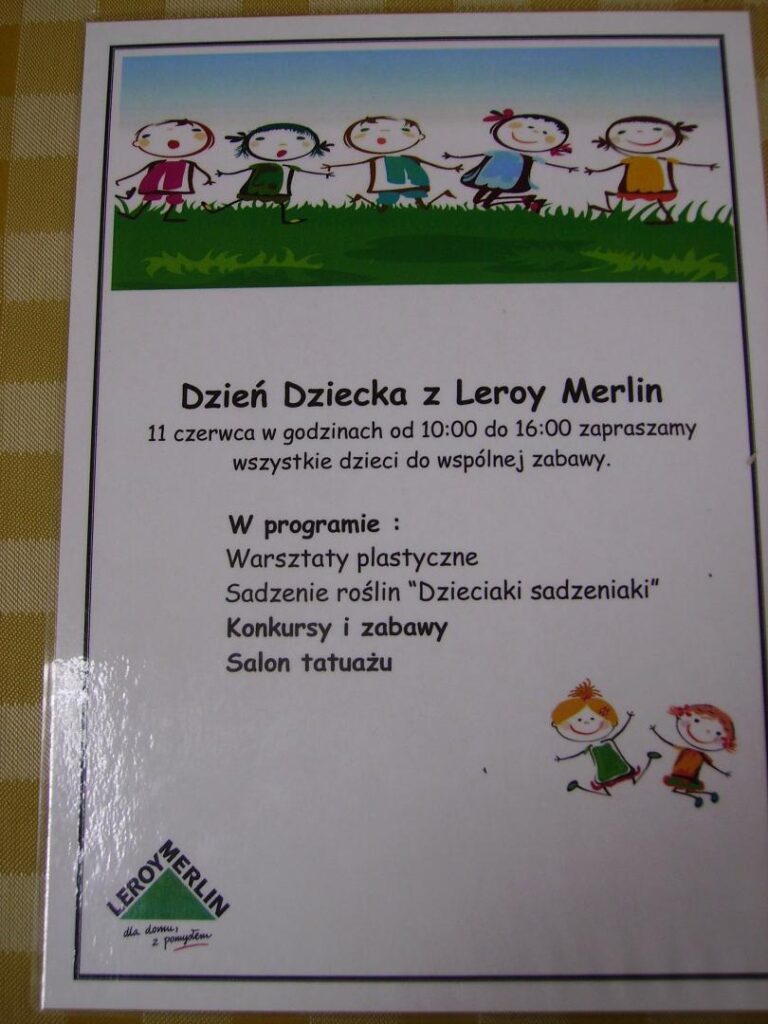 Dzień Dziecka z Leroy Merlin
11 czerwca w godzinach od 10:00 do 16:00 zapraszamy
wszystkie dzieci do wspólnej zabawy.
W programie :
Warsztaty plastyczne
Sadzenie roślin “Dzieciaki sadzeniaki”
Konkursy i zabawy
Salon tatuażu
LEROY MERLIN
dla domu,
z pomysłem